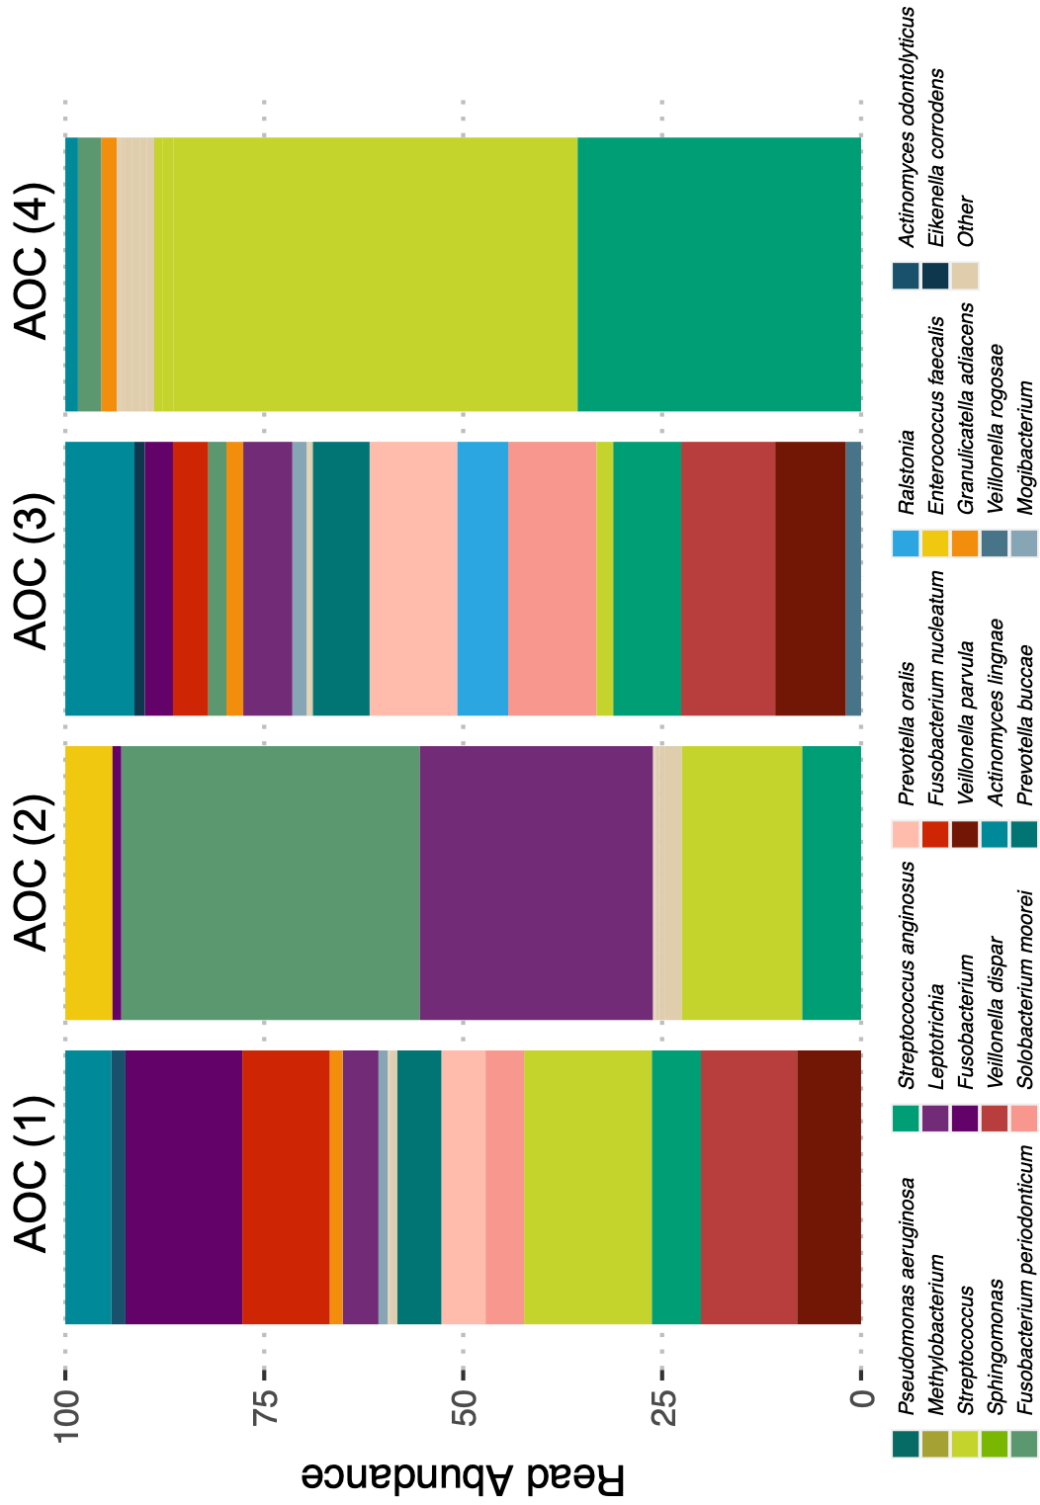 AOC (1)
AOC (2)
AOC (3)
AOC (4)
Read Abundance
100
75
50
25
0
Pseudomonas aeruginosa
Methylobacterium
Streptococcus
Sphingomonas
Fusobacterium periodonticum
Streptococcus anginosus
Leptotrichia
Fusobacterium
Veillonella dispar
Solobacterium moorei
Prevotella oralis
Fusobacterium nucleatum
Veillonella parvula
Actinomyces lingnae
Prevotella buccae
Ralstonia
Enterococcus faecalis
Granulicatella adiacens
Veillonella rogosae
Mogibacterium
Actinomyces odontolyticus
Eikenella corrodens
Other